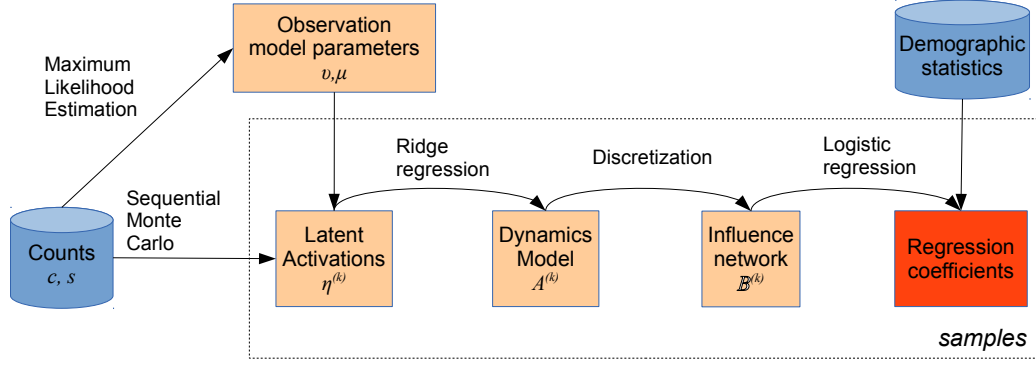 Observation
model parameters
υ,μ
Demographic
statistics
Maximum
Likelihood
Estimation
Ridge
regression
Discretization
Logistic
regression
Sequential
Monte
Carlo
Counts
c, s
Latent
Activations
η(k)
Dynamics
Model
A(k)
Influence
network
𝔹(k)
Regression
coefficients
samples